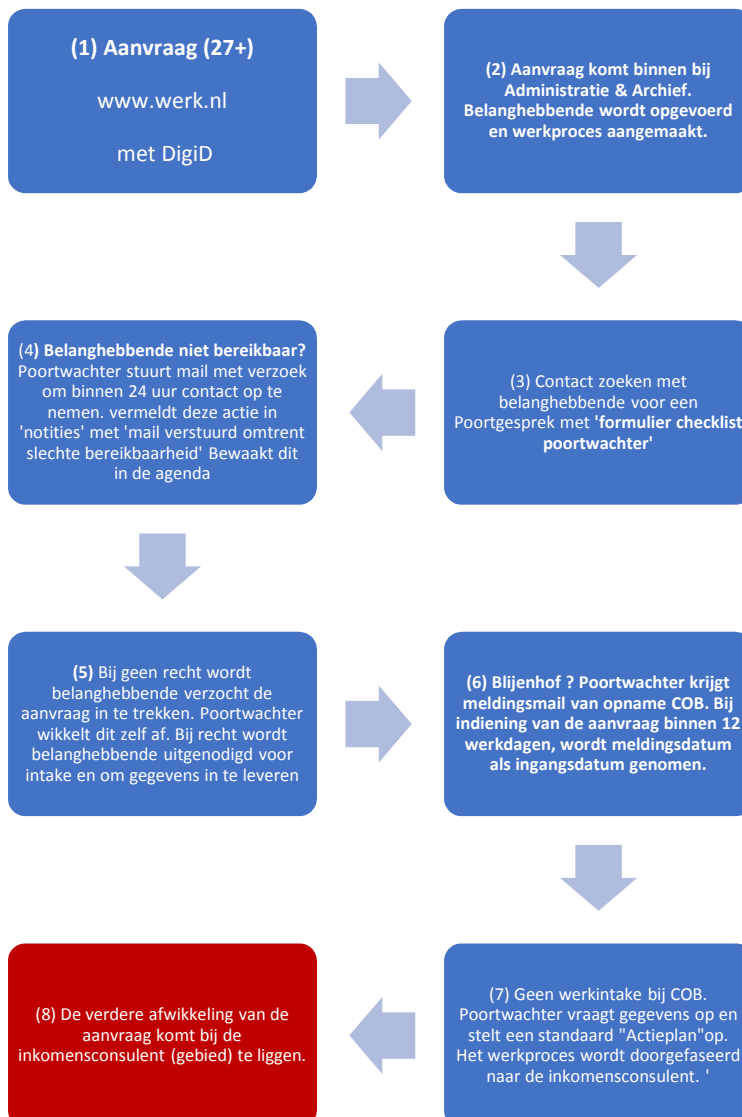 (1) Aanvraag (27+)
www.werk.nl
met DigiD
(2) Aanvraag komt binnen bij
Administratie & Archief.
Belanghebbende wordt opgevoerd
en werkproces aangemaakt.
(3) Contact zoeken met
belanghebbende voor een
Poortgesprek met 'formulier checklist
poortwachter'
(4) Belanghebbende niet bereikbaar?
Poortwachter stuurt mail met verzoek
om binnen 24 uur contact op te
nemen. vermeldt deze actie in
'notities' met 'mail verstuurd omtrent
slechte bereikbaarheid' Bewaakt dit
in de agenda
(5) Bij geen recht wordt
belanghebbende verzocht de
aanvraag in te trekken. Poortwachter
wikkelt dit zelf af. Bij recht wordt
belanghebbende uitgenodigd voor
intake en om gegevens in te leveren
(6) Blijenhof ? Poortwachter krijgt
meldingsmail van opname COB. Bij
indiening van de aanvraag binnen 12
werkdagen, wordt meldingsdatum
als ingangsdatum genomen.
(7) Geen werkintake bij COB.
Poortwachter vraagt gegevens op en
stelt een standaard "Actieplan"op.
Het werkproces wordt doorgefaseerd
naar de inkomensconsulent. '
(8) De verdere afwikkeling van de
aanvraag komt bij de
inkomensconsulent (gebied) te liggen.